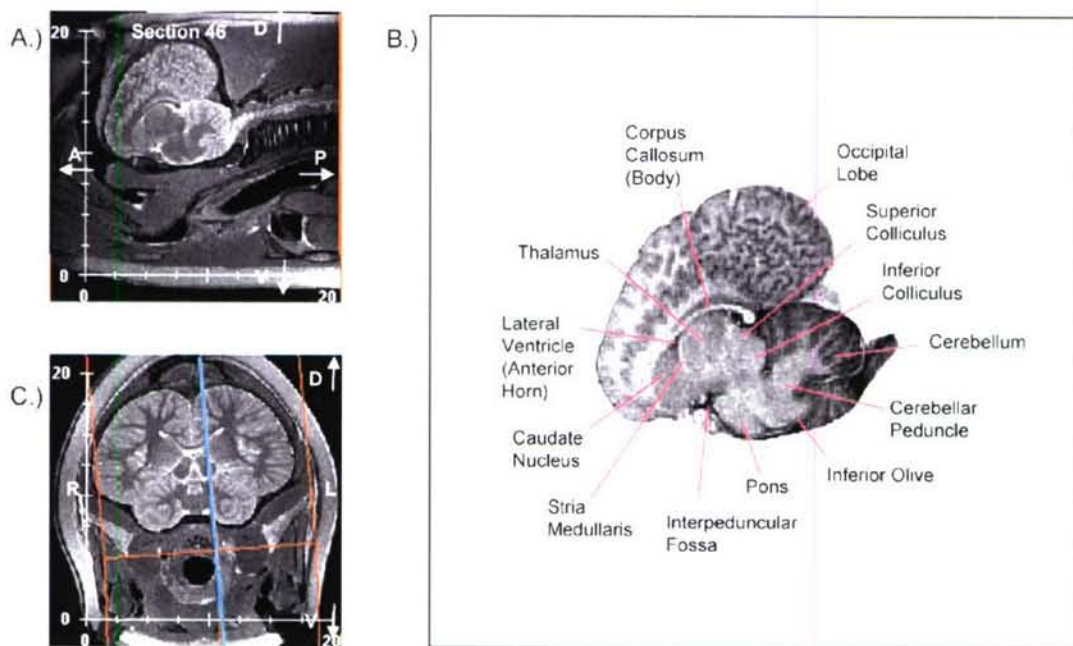 A.)
20
Section 46
D
A
P
0
V
0
20
B.)
Corpus
Callosum
(Body)
Occipital
Lobe
Superior
Colliculus
Thalamus
Inferior
Colliculus
Lateral
Ventricle
(Anterior
Horn)
Cerebellum
Cerebellar
Peduncle
Caudate
Nucleus
Inferior Olive
Pons
Stria
Medullaris
Interpeduncular
Fossa
C.)
20
D
R
L
0
V
0
20